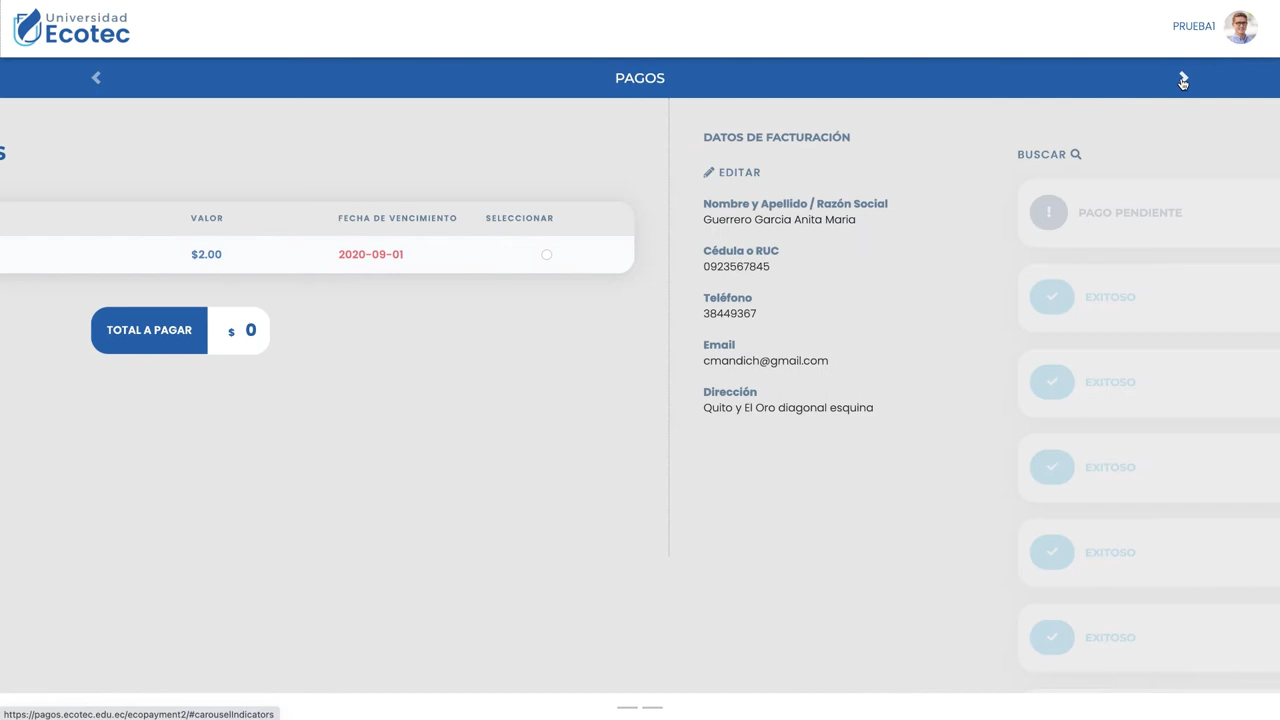 Universidad
Ecotec
PRUEBA1
PAGOS
S
VALOR
FECHA DE VENCIMIENTO
SELECCIONAR
$2.00
2020-09-01
TOTAL A PAGAR
$ 0
DATOS DE FACTURACIÓN
EDITAR
Nombre y Apellido / Razón Social
Guerrero Garcia Anita Maria
Cédula o RUC
0923567845
Teléfono
38449367
Email
cmandich@gmail.com
Dirección
Quito y El Oro diagonal esquina
BUSCAR
! PAGO PENDIENTE
EXITOSO
EXITOSO
EXITOSO
EXITOSO
EXITOSO
https://pagos.ecotec.edu.ec/ecopayment2/#carouselIndicators